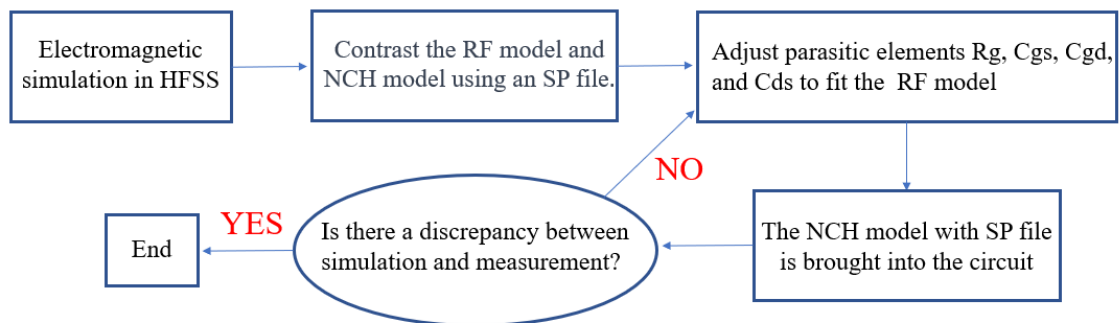 Electromagnetic
simulation in HFSS
Contrast the RF model and
NCH model using an SP file.
Adjust parasitic elements Rg, Cgs, Cgd,
and Cds to fit the RF model
NO
YES
End
Is there a discrepancy between
simulation and measurement?
The NCH model with SP file
is brought into the circuit